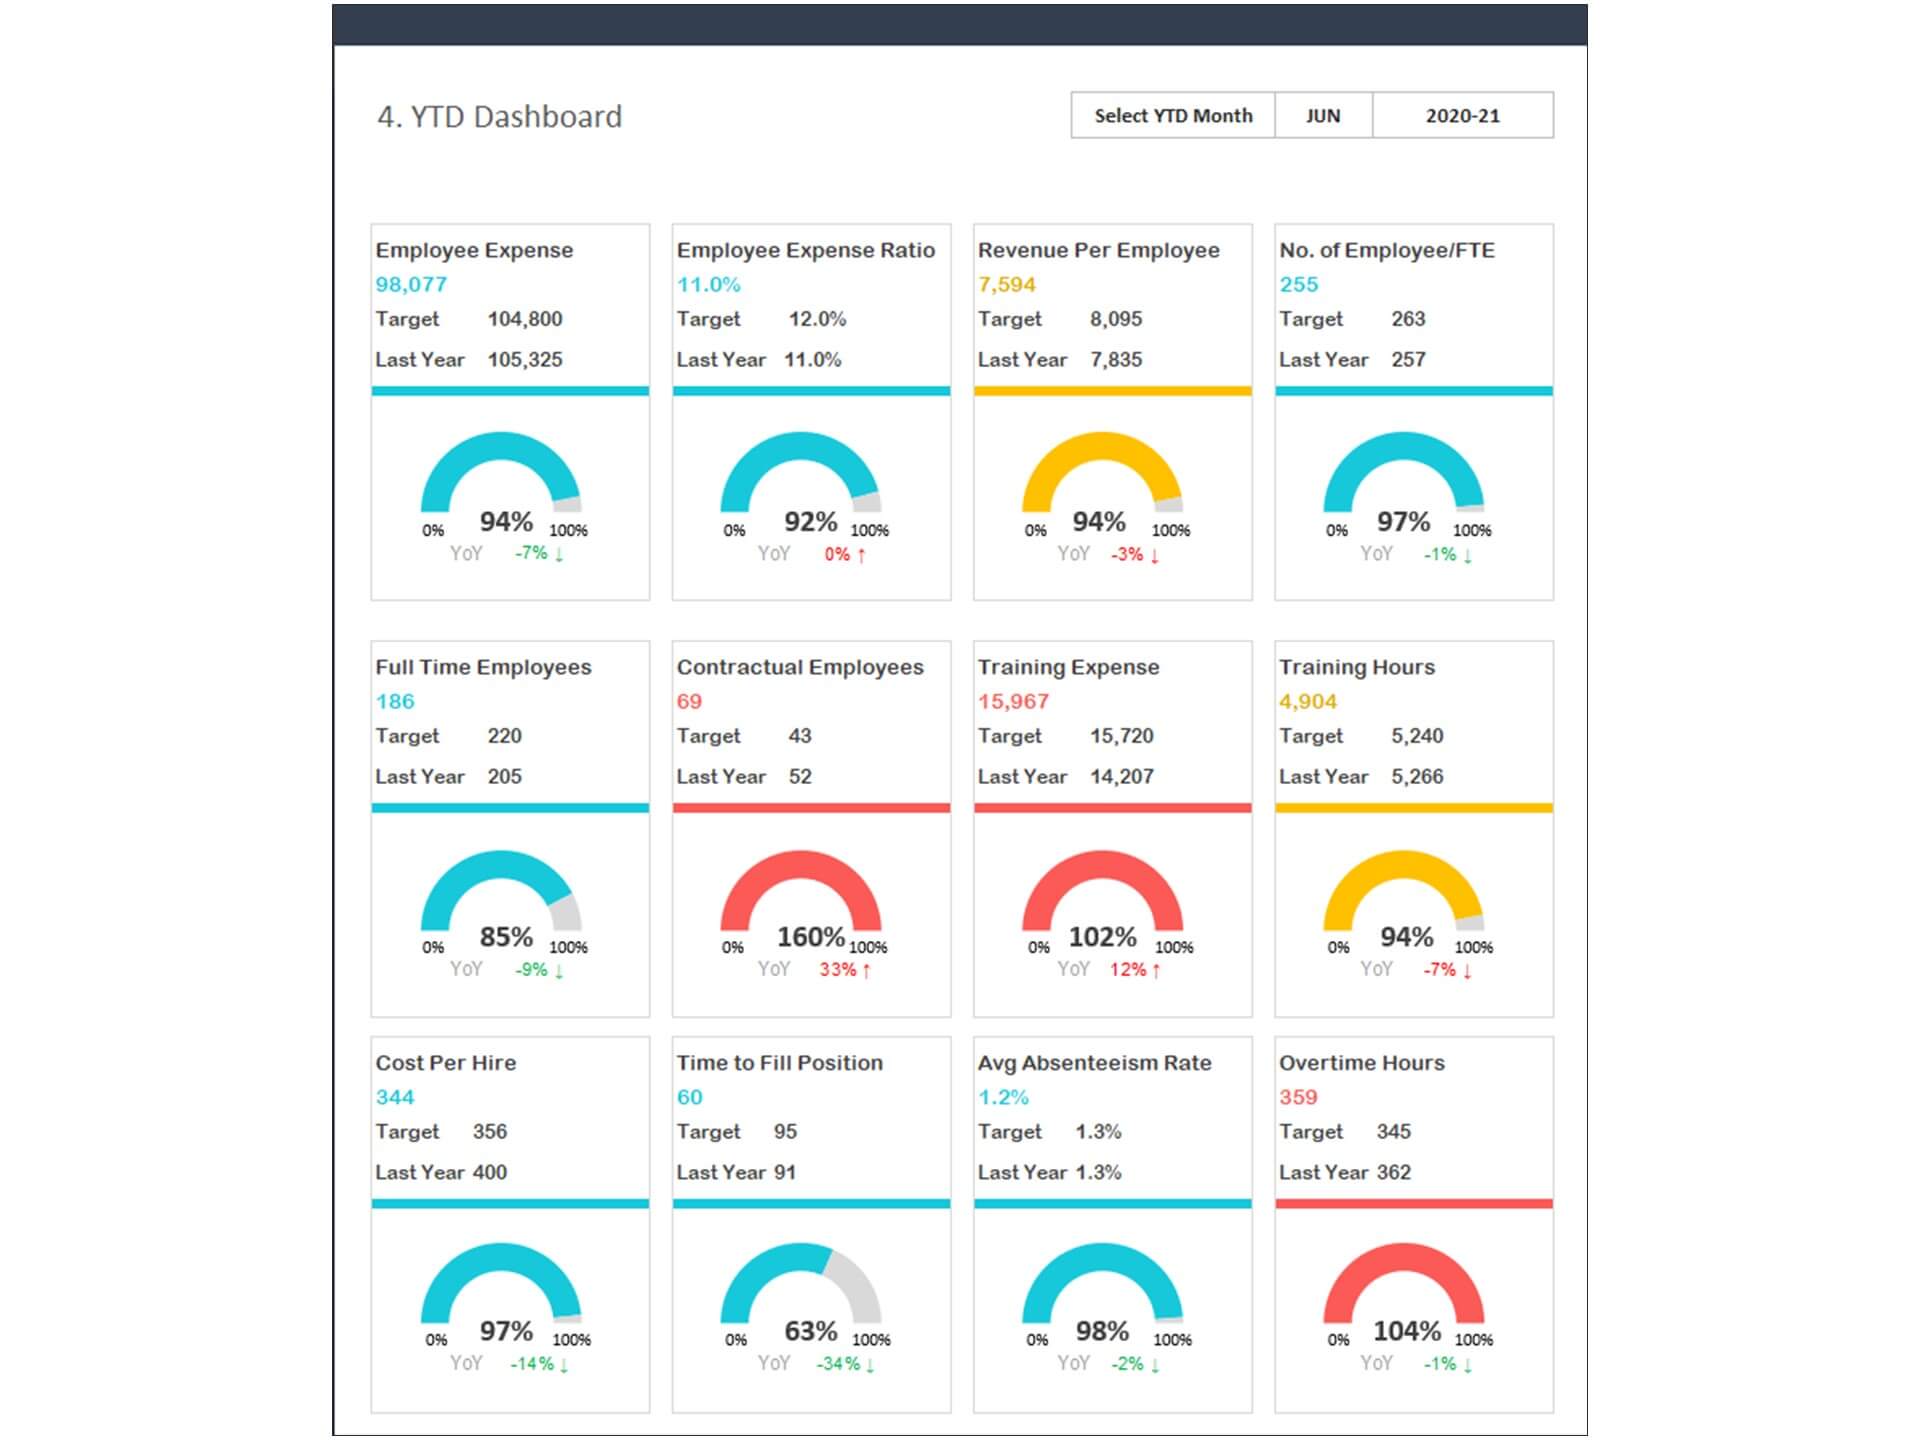 4. YTD Dashboard
Select YTD Month JUN 2020-21
Employee Expense
98,077
Target 104,800
Last Year 105,325
94%
0% 100%
YoY -7% ↓
Employee Expense Ratio
11.0%
Target 12.0%
Last Year 11.0%
92%
0% 100%
YoY 0% ↑
Revenue Per Employee
7,594
Target 8,095
Last Year 7,835
94%
0% 100%
YoY -3% ↓
No. of Employee/FTE
255
Target 263
Last Year 257
97%
0% 100%
YoY -1% ↓
Full Time Employees
186
Target 220
Last Year 205
85%
0% 100%
YoY -9% ↓
Contractual Employees
69
Target 43
Last Year 52
160%
0% 100%
YoY 33% ↑
Training Expense
15,967
Target 15,720
Last Year 14,207
102%
0% 100%
YoY 12% ↑
Training Hours
4,904
Target 5,240
Last Year 5,266
94%
0% 100%
YoY -7% ↓
Cost Per Hire
344
Target 356
Last Year 400
97%
0% 100%
YoY -14% ↓
Time to Fill Position
60
Target 95
Last Year 91
63%
0% 100%
YoY -34% ↓
Avg Absenteeism Rate
1.2%
Target 1.3%
Last Year 1.3%
98%
0% 100%
YoY -2% ↓
Overtime Hours
359
Target 345
Last Year 362
104%
0% 100%
YoY -1% ↓